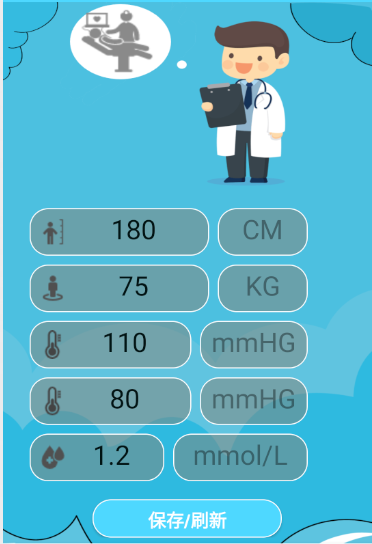 180 CM
75 KG
110 mmHG
80 mmHG
1.2 mmol/L
保存/刷新